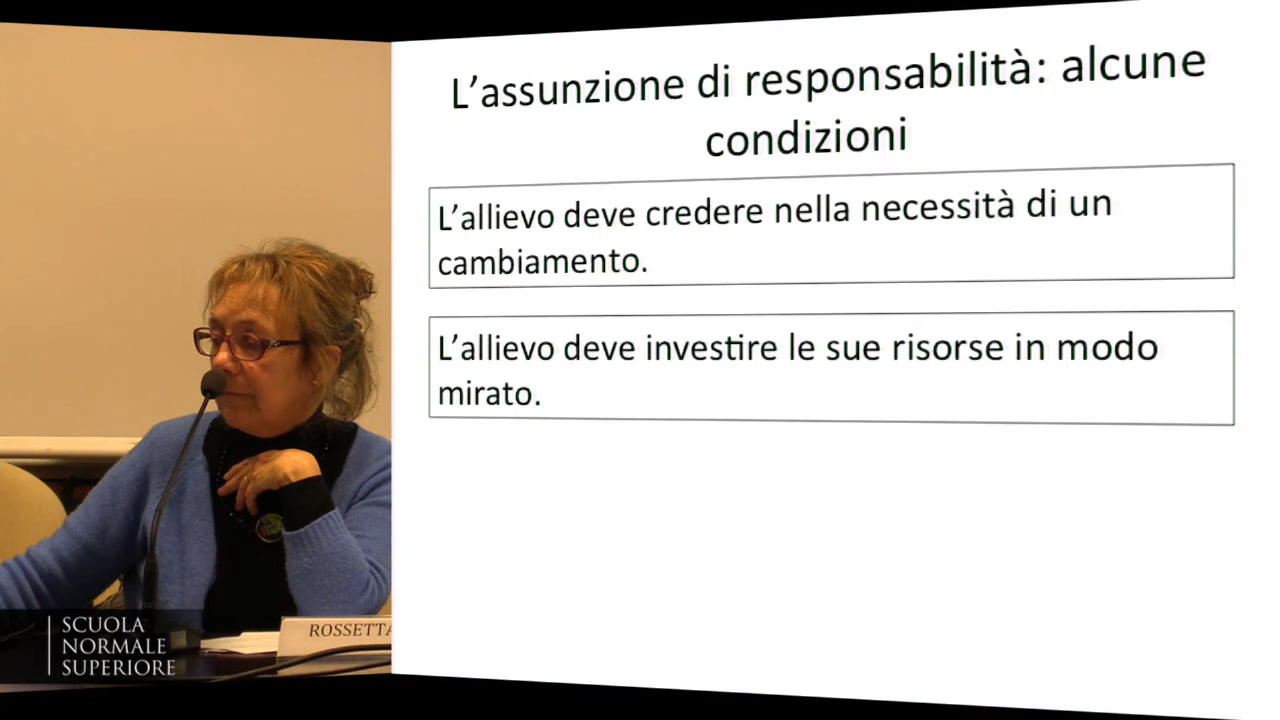 L’assunzione di responsabilità: alcune
condizioni
L’allievo deve credere nella necessità di un
cambiamento.
L’allievo deve investire le sue risorse in modo
mirato.
ROSSETTA
SCUOLA
NORMALE
SUPERIORE